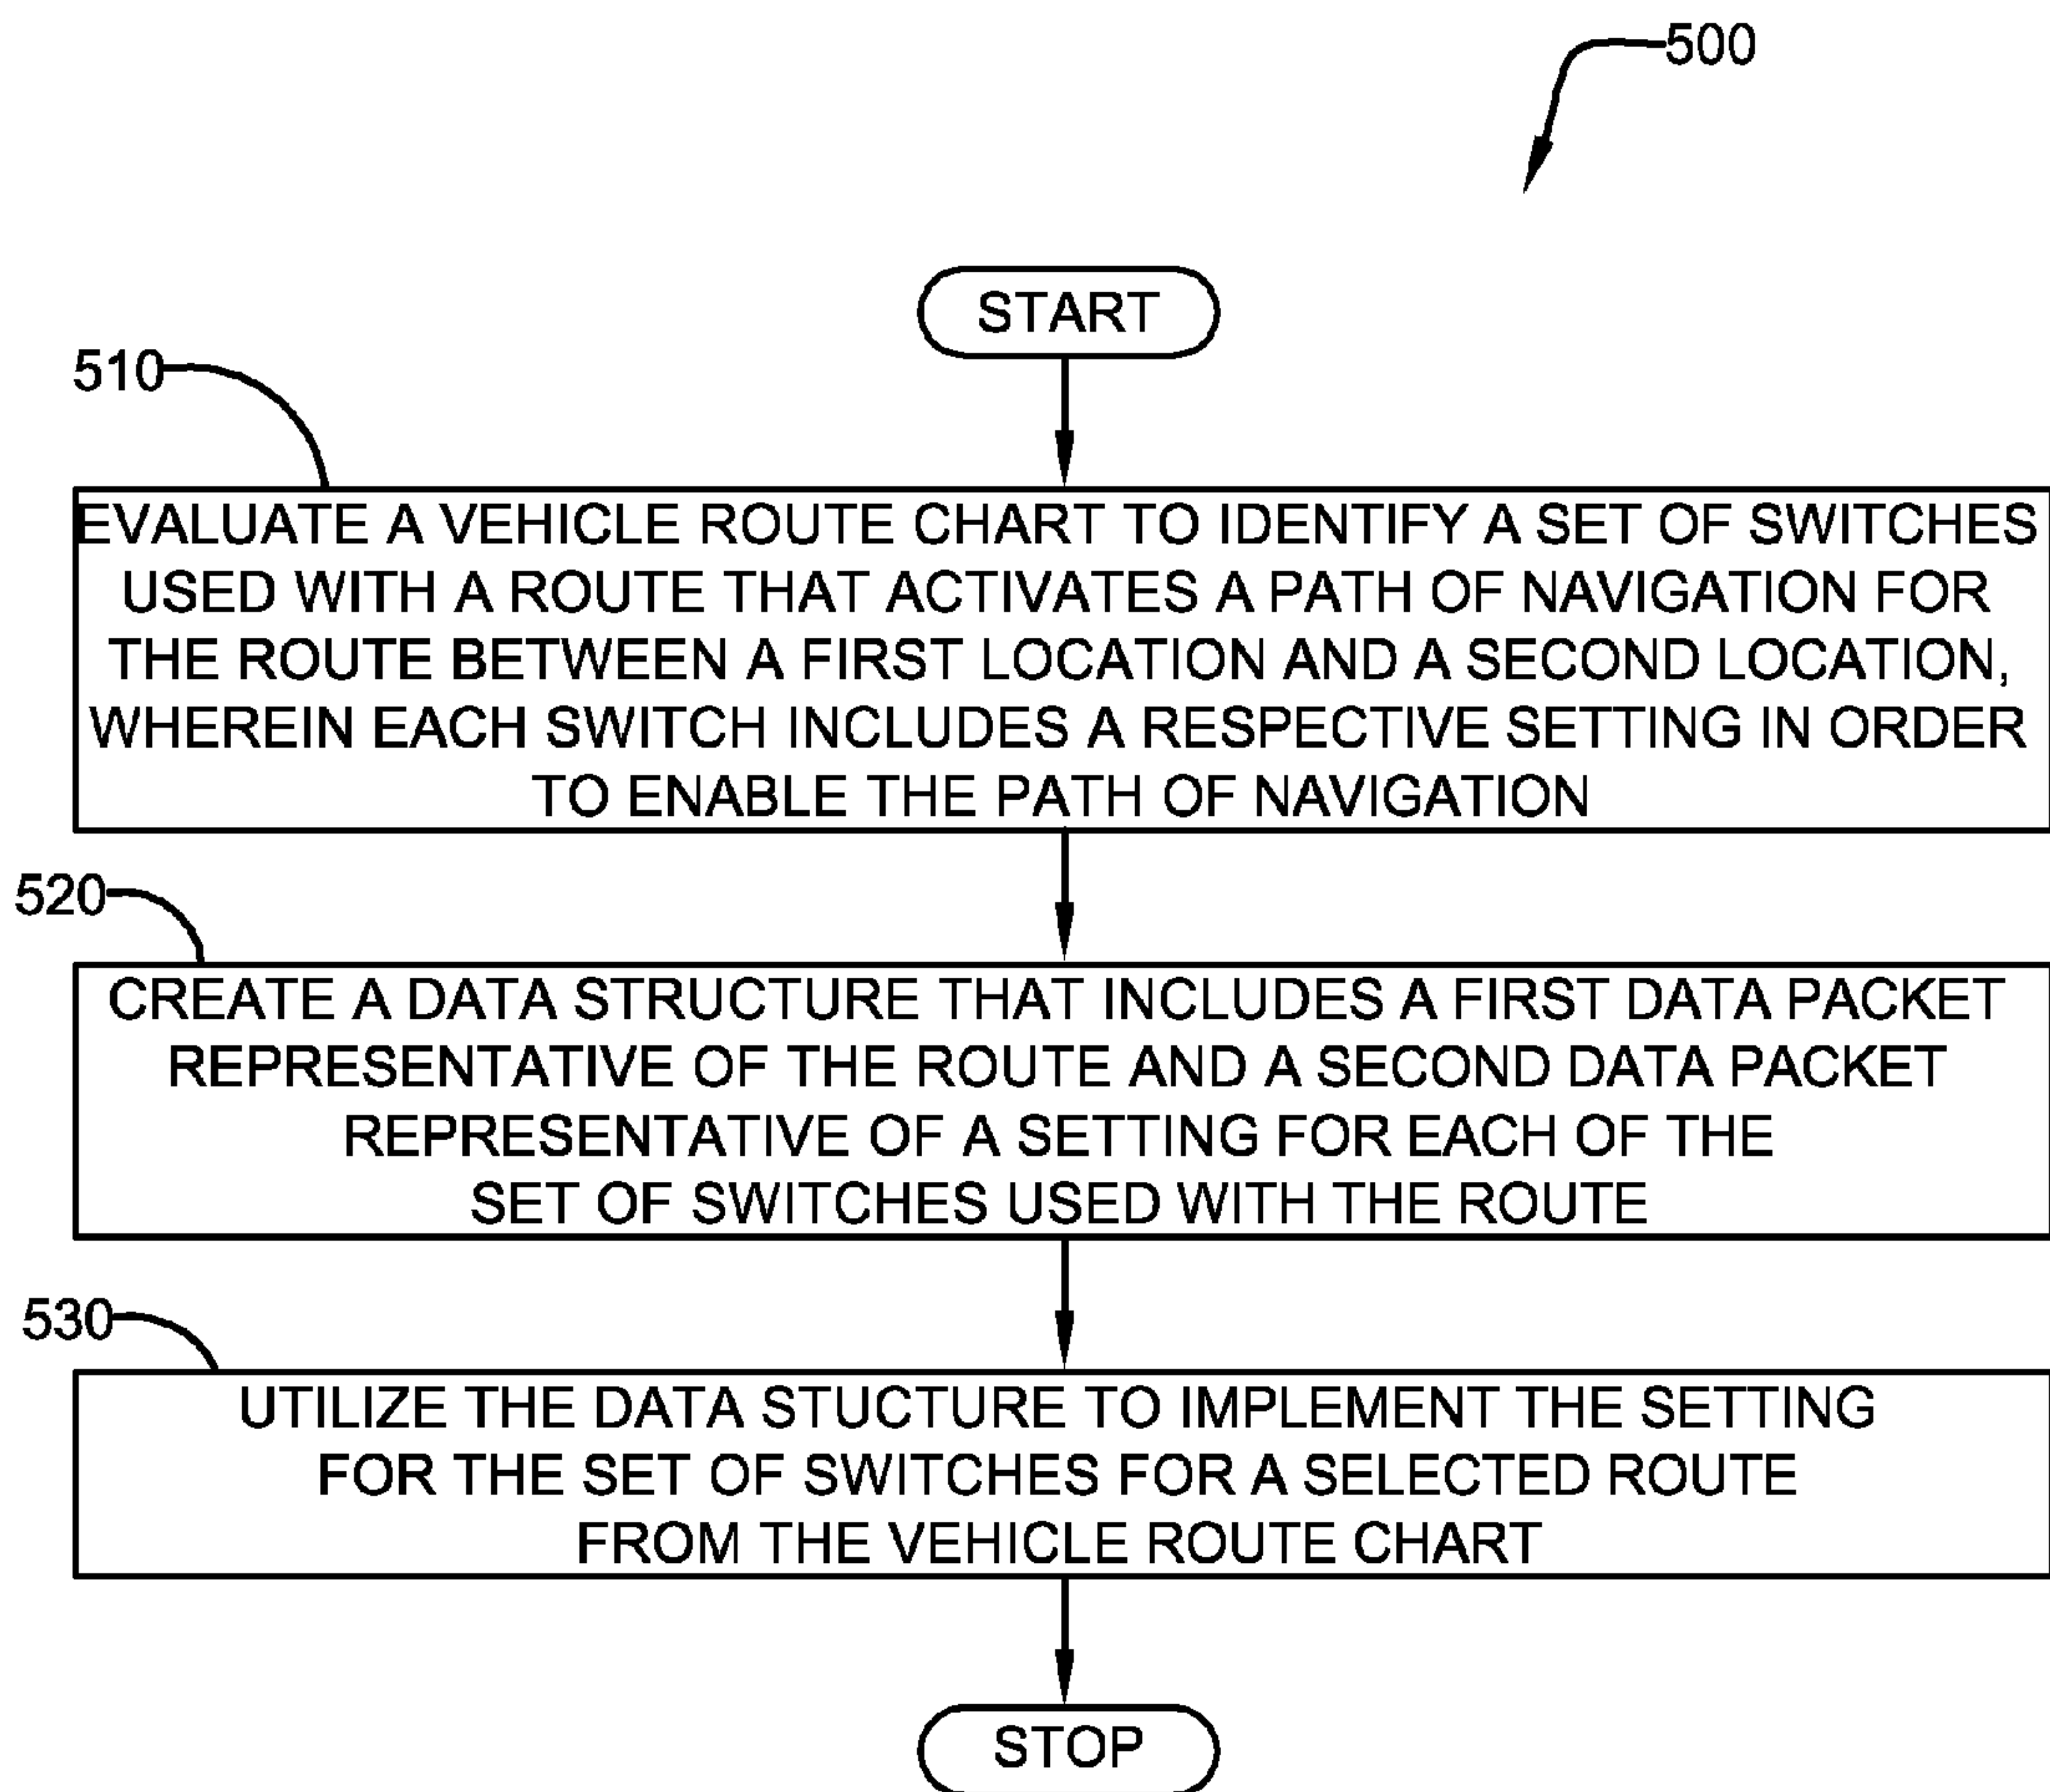 500
START
510
EVALUATE A VEHICLE ROUTE CHART TO IDENTIFY A SET OF SWITCHES
USED WITH A ROUTE THAT ACTIVATES A PATH OF NAVIGATION FOR
THE ROUTE BETWEEN A FIRST LOCATION AND A SECOND LOCATION,
WHEREIN EACH SWITCH INCLUDES A RESPECTIVE SETTING IN ORDER
TO ENABLE THE PATH OF NAVIGATION
520
CREATE A DATA STRUCTURE THAT INCLUDES A FIRST DATA PACKET
REPRESENTATIVE OF THE ROUTE AND A SECOND DATA PACKET
REPRESENTATIVE OF A SETTING FOR EACH OF THE
SET OF SWITCHES USED WITH THE ROUTE
530
UTILIZE THE DATA STUCTURE TO IMPLEMENT THE SETTING
FOR THE SET OF SWITCHES FOR A SELECTED ROUTE
FROM THE VEHICLE ROUTE CHART
STOP